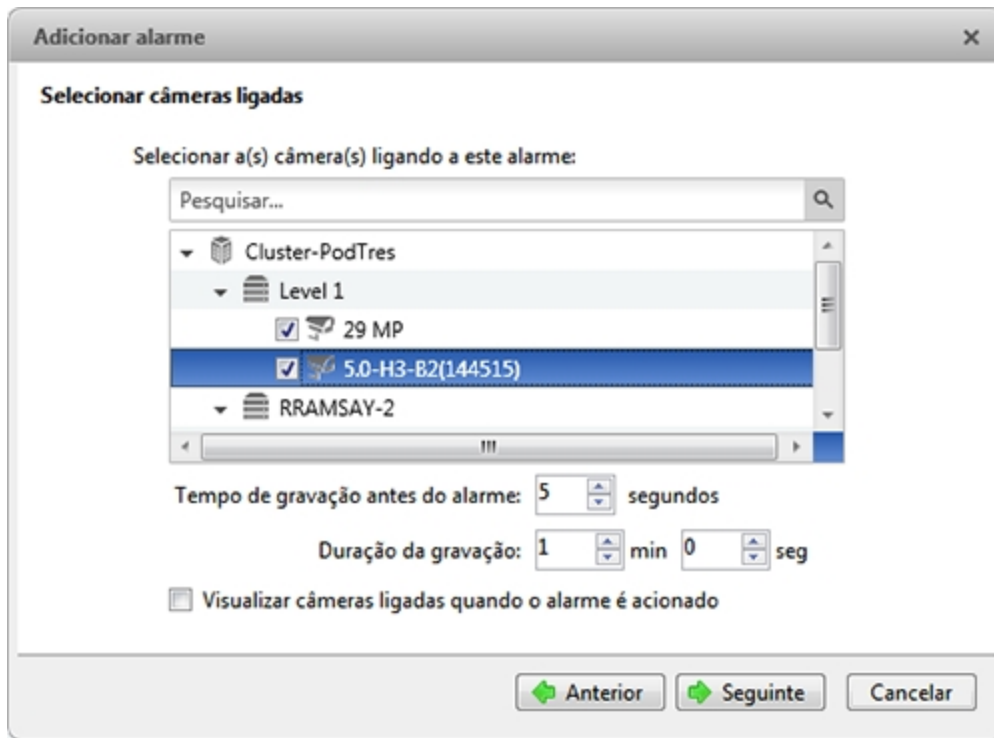 Adicionar alarme
Selecionar câmeras ligadas
Selecionar a(s) câmera(s) ligando a este alarme:
Pesquisar...
Cluster-PodTres
Level 1
29 MP
5.0-H3-B2(144515)
RRAMSAY-2
Tempo de gravação antes do alarme: 5 segundos
Duração da gravação: 1 min 0 seg
Visualizar câmeras ligadas quando o alarme é acionado
Anterior Seguinte Cancelar